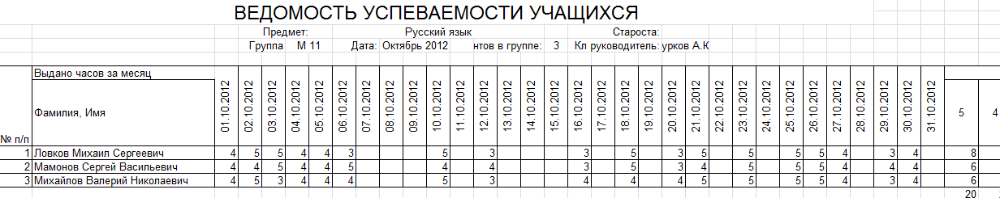 ВЕДОМОСТЬ УСПЕВАЕМОСТИ УЧАЩИХСЯ
Предмет: Русский язык Староста:
Группа М 11 Дата: Октябрь 2012 нтов в группе: 3 Кл руководитель: урков А.К
Выдано часов за месяц
№ п/п Фамилия, Имя 01.10.2012 02.10.2012 03.10.2012 04.10.2012 05.10.2012 06.10.2012 07.10.2012 08.10.2012 09.10.2012 10.10.2012 11.10.2012 12.10.2012 13.10.2012 14.10.2012 15.10.2012 16.10.2012 17.10.2012 18.10.2012 19.10.2012 20.10.2012 21.10.2012 22.10.2012 23.10.2012 24.10.2012 25.10.2012 26.10.2012 27.10.2012 28.10.2012 29.10.2012 30.10.2012 31.10.2012 5 4
1 Ловков Михаил Сергеевич 4 5 5 4 4 3 5 3 3 5 3 5 5 5 5 4 3 4 8
2 Мамонов Сергей Васильевич 4 4 5 4 4 5 4 4 3 5 3 4 5 5 5 4 4 4 6
3 Михайлов Валерий Николаевич 4 5 3 4 4 4 5 3 4 4 4 5 5 5 5 4 3 4 6
20